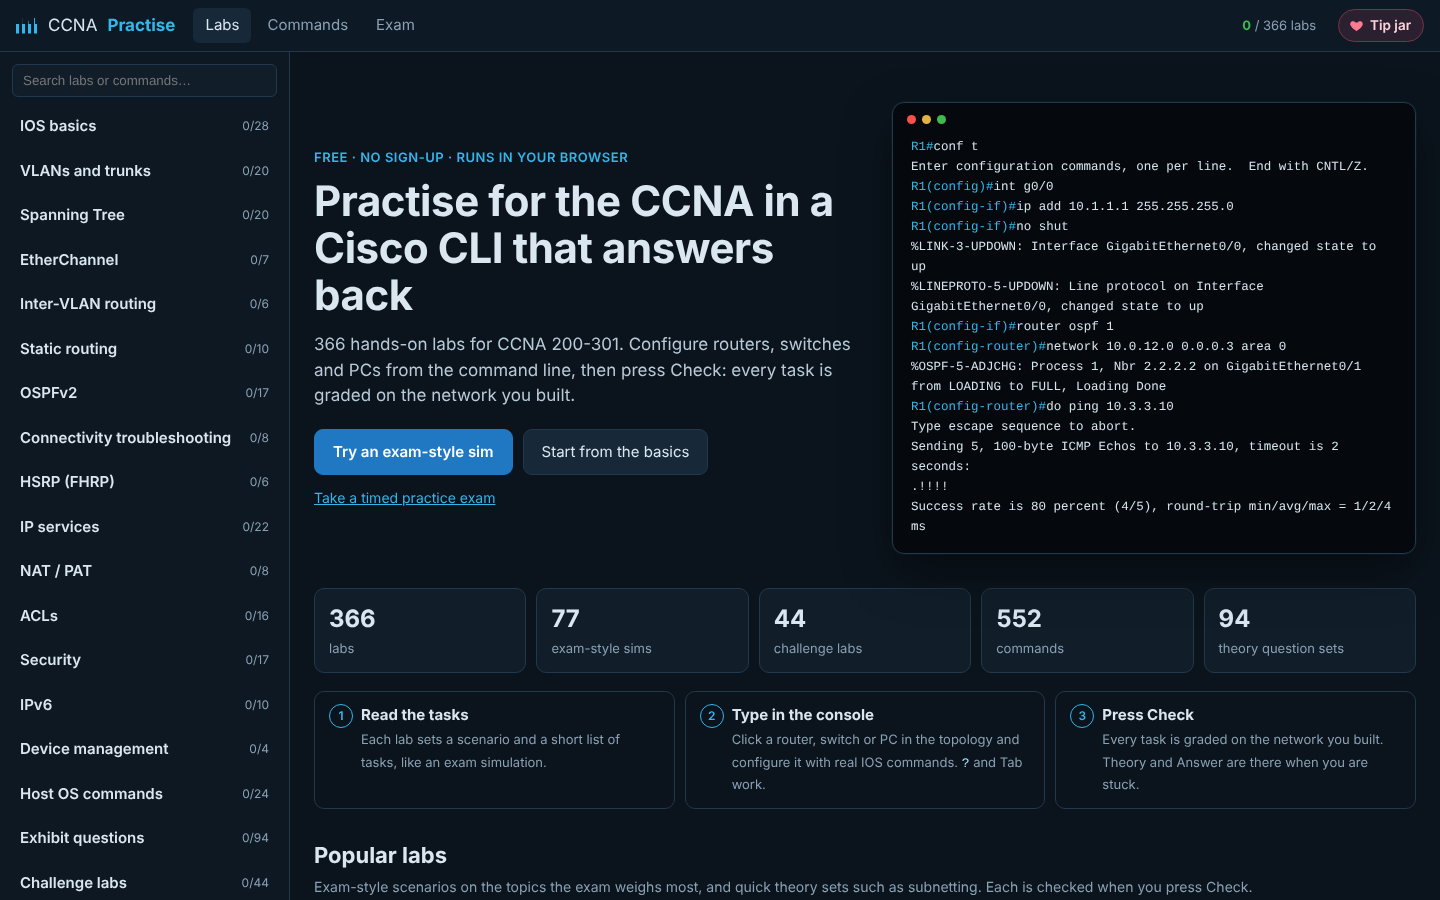 CCNA Practise
Labs
Commands
Exam
0 / 366 labs
Tip jar
Search labs or commands...
IOS basics 0/28
VLANs and trunks 0/20
Spanning Tree 0/20
EtherChannel 0/7
Inter-VLAN routing 0/6
Static routing 0/10
OSPFv2 0/17
Connectivity troubleshooting 0/8
HSRP (FHRP) 0/6
IP services 0/22
NAT / PAT 0/8
ACLs 0/16
Security 0/17
IPv6 0/10
Device management 0/4
Host OS commands 0/24
Exhibit questions 0/94
Challenge labs 0/44
FREE · NO SIGN-UP · RUNS IN YOUR BROWSER
Practise for the CCNA in a
Cisco CLI that answers
back
366 hands-on labs for CCNA 200-301. Configure routers, switches
and PCs from the command line, then press Check: every task is
graded on the network you built.
Try an exam-style sim
Start from the basics
Take a timed practice exam
R1#conf t
Enter configuration commands, one per line.  End with CNTL/Z.
R1(config)#int g0/0
R1(config-if)#ip add 10.1.1.1 255.255.255.0
R1(config-if)#no shut
%LINK-3-UPDOWN: Interface GigabitEthernet0/0, changed state to
up
%LINEPROTO-5-UPDOWN: Line protocol on Interface
GigabitEthernet0/0, changed state to up
R1(config-if)#router ospf 1
R1(config-router)#network 10.0.12.0 0.0.0.3 area 0
%OSPF-5-ADJCHG: Process 1, Nbr 2.2.2.2 on GigabitEthernet0/1
from LOADING to FULL, Loading Done
R1(config-router)#do ping 10.3.3.10
Type escape sequence to abort.
Sending 5, 100-byte ICMP Echos to 10.3.3.10, timeout is 2
seconds:
.!!!!
Success rate is 80 percent (4/5), round-trip min/avg/max = 1/2/4
ms
366
labs
77
exam-style sims
44
challenge labs
552
commands
94
theory question sets
1 Read the tasks
Each lab sets a scenario and a short list of
tasks, like an exam simulation.
2 Type in the console
Click a router, switch or PC in the topology and
configure it with real IOS commands. ? and Tab
work.
3 Press Check
Every task is graded on the network you built.
Theory and Answer are there when you are
stuck.
Popular labs
Exam-style scenarios on the topics the exam weighs most, and quick theory sets such as subnetting. Each is checked when you press Check.